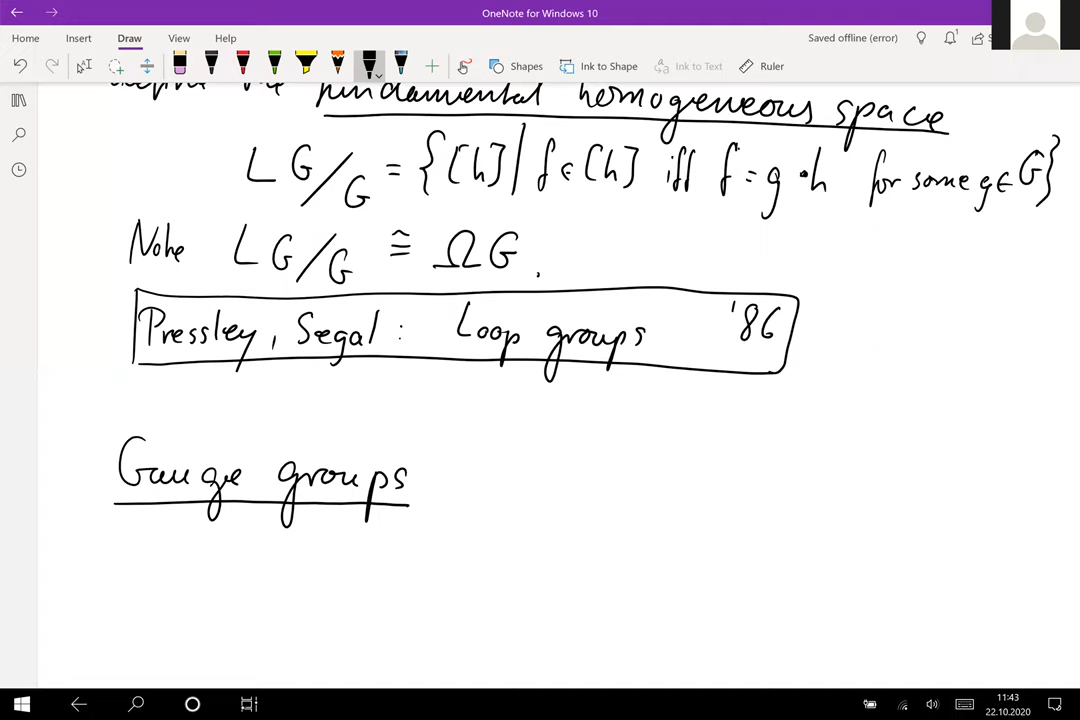 OneNote for Windows 10
Home Insert Draw View Help Saved offline (error)
Shapes Ink to Shape Ink to Text Ruler
define the fundamental homogeneous space
LG/G = {[h] | f ∈ [h] iff f = g·h for some g ∈ G}
Note LG/G ≅ ΩG.
Pressley, Segal: Loop groups '86
Gauge groups
11:43
22.10.2020